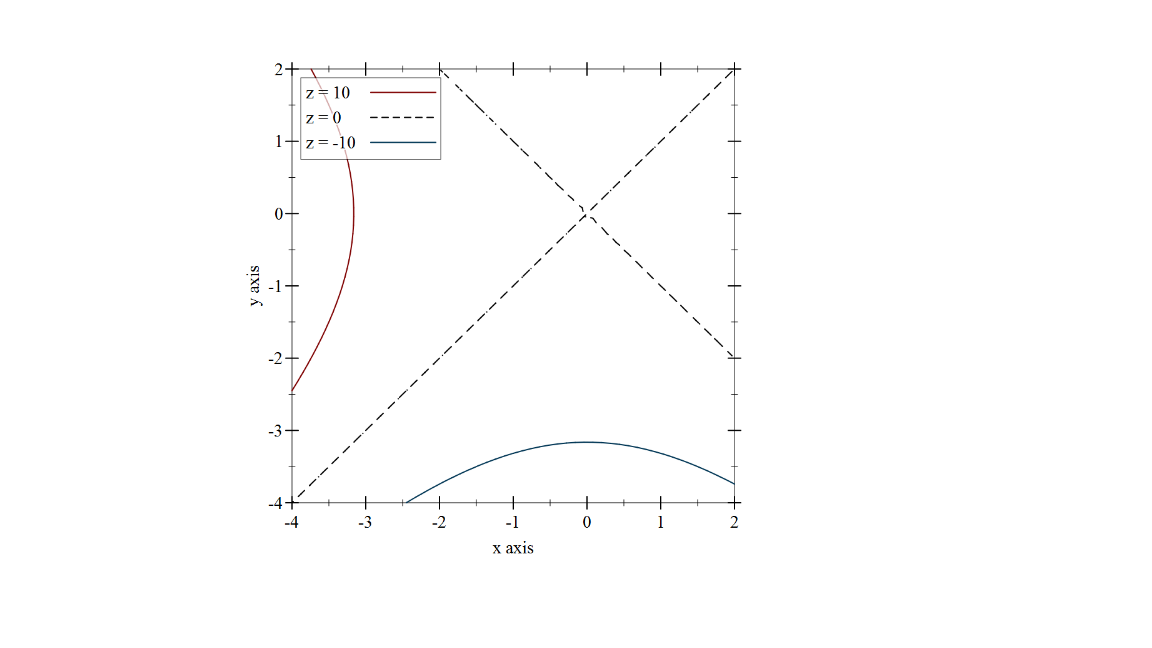 2
z = 10
z = 0
z = -10
1
0
-1
y axis
-2
-3
-4
-4 -3 -2 -1 0 1 2
x axis